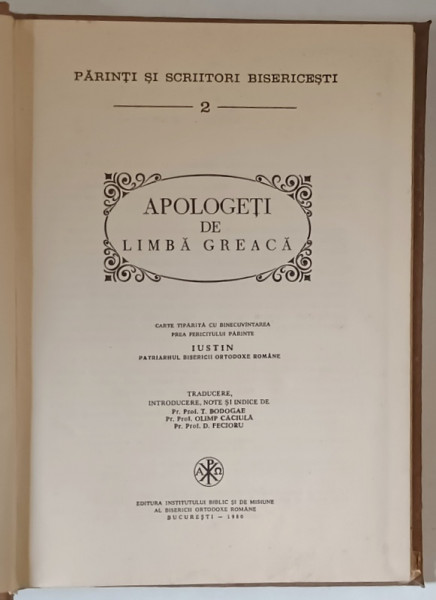 PĂRINȚI ȘI SCRIITORI BISERICEȘTI
2
APOLOGEȚI
DE
LIMBĂ GREACĂ
CARTE TIPĂRITĂ CU BINECUVÎNTAREA
PREA FERICITULUI PĂRINTE
IUSTIN
PATRIARHUL BISERICII ORTODOXE ROMÂNE
TRADUCERE,
INTRODUCERE, NOTE ȘI INDICE DE
Pr. Prof. T. BODOGAE
Pr. Prof. OLIMP CĂCIULĂ
Pr. Prof. D. FECIORU
A Ω
EDITURA INSTITUTULUI BIBLIC ȘI DE MISIUNE
AL BISERICII ORTODOXE ROMÂNE
BUCUREȘTI — 1980